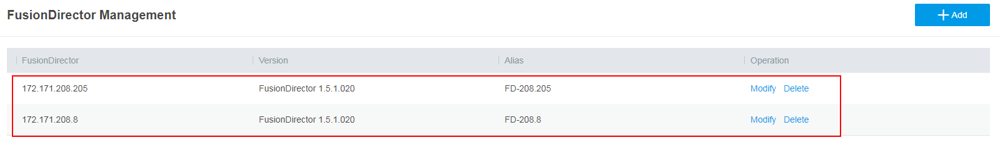 FusionDirector Management
Add
FusionDirector Version Alias Operation
172.171.208.205 FusionDirector 1.5.1.020 FD-208.205 Modify Delete
172.171.208.8 FusionDirector 1.5.1.020 FD-208.8 Modify Delete